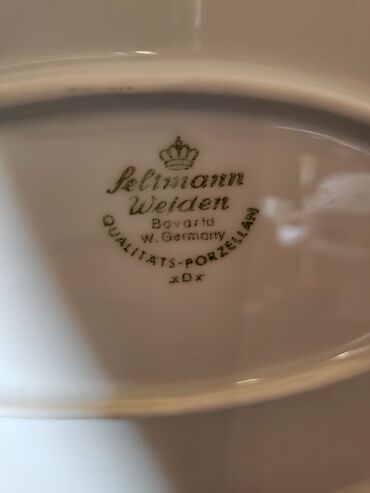 Seltmann
Weiden
Bavaria
W. Germany
QUALITÄTS-PORZELLAN
xDx